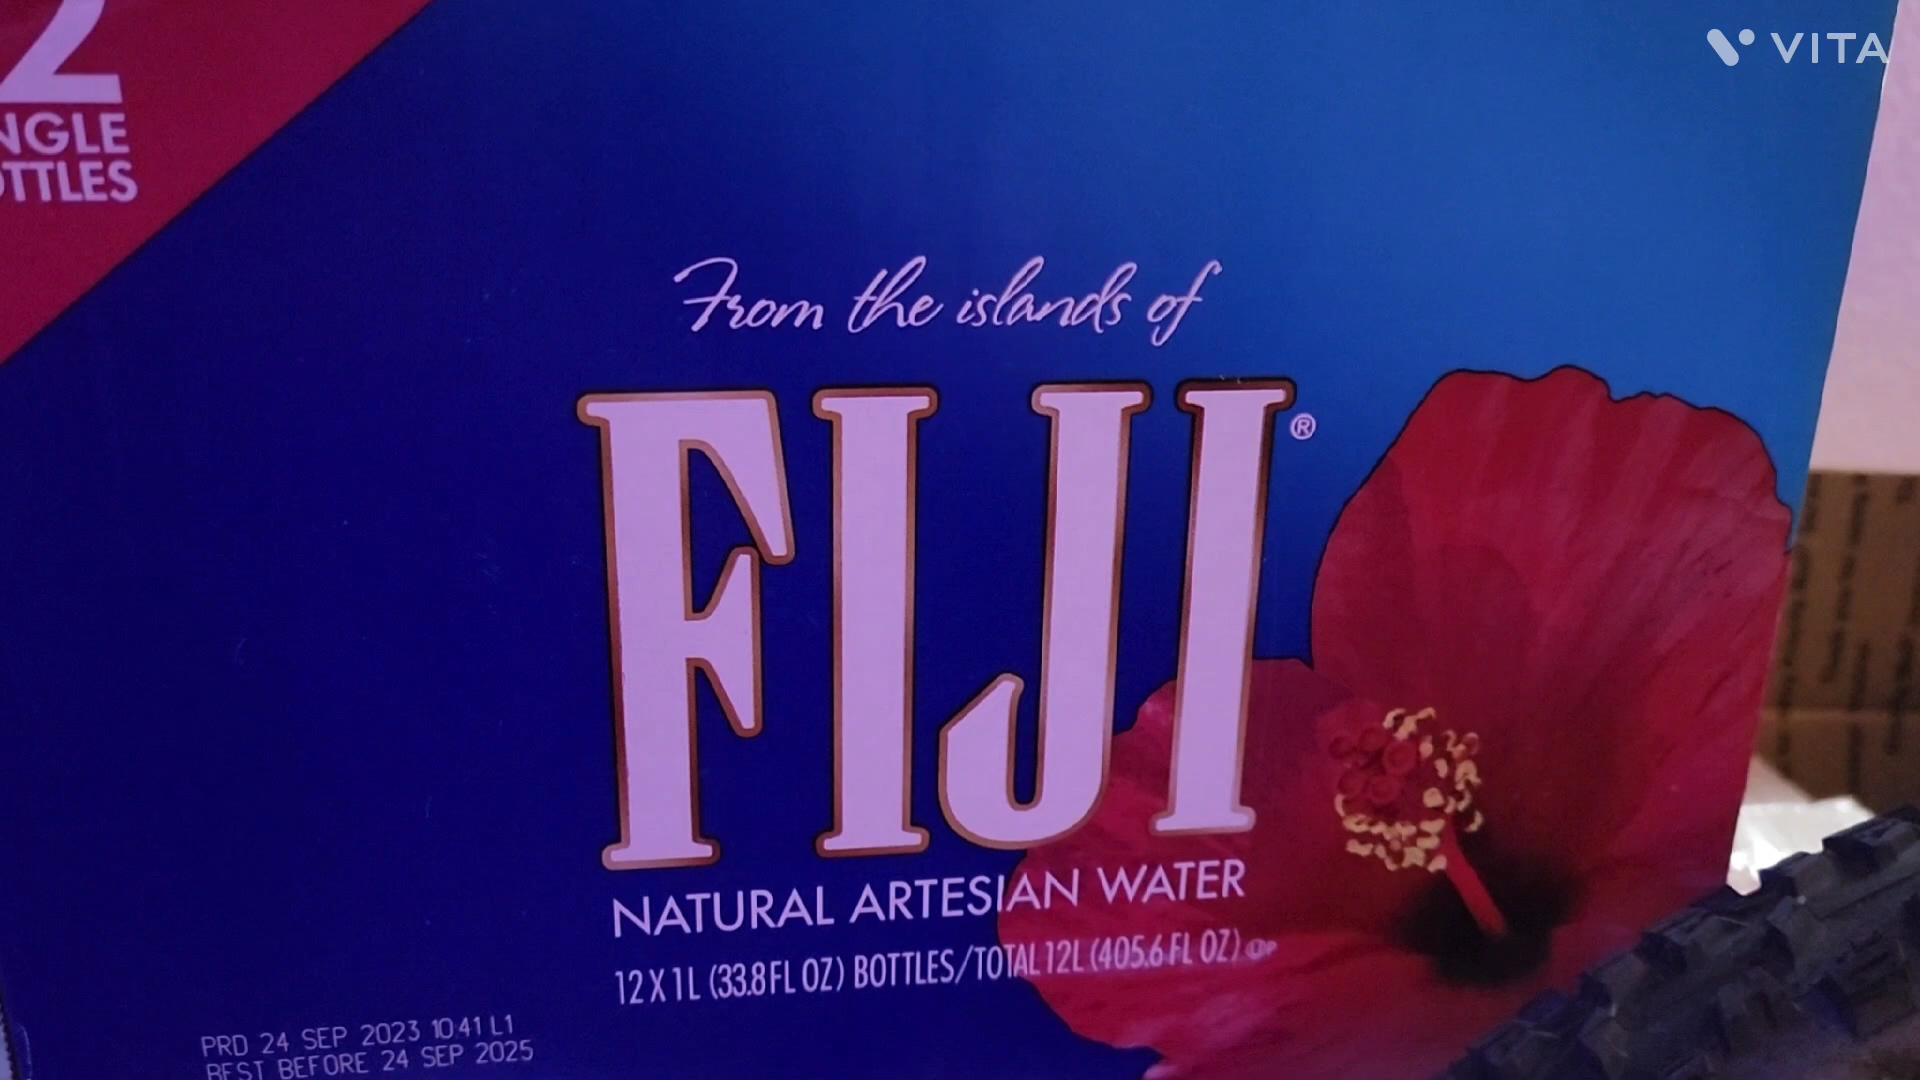 2
NGLE
OTTLES
VITA
From the islands of
FIJI®
NATURAL ARTESIAN WATER
12 X 1L (33.8 FL OZ) BOTTLES/TOTAL 12L (405.6 FL OZ)
PRD 24 SEP 2023 10:41 L1
BEST BEFORE 24 SEP 2025